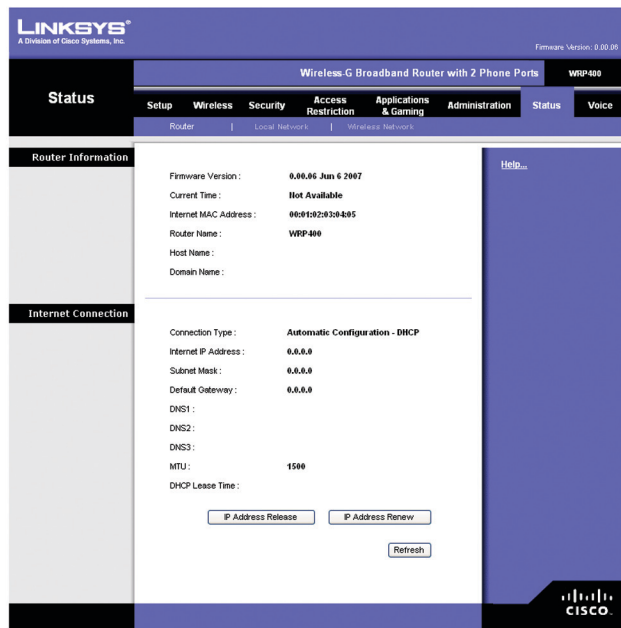 LINKSYS®
A Division of Cisco Systems, Inc.
Firmware Version: 0.00.06
Wireless-G Broadband Router with 2 Phone Ports WRP400
Status
Setup Wireless Security Access Restriction Applications & Gaming Administration Status Voice
Router | Local Network | Wireless Network
Router Information
Help...
Firmware Version : 0.00.06 Jun 6 2007
Current Time : Not Available
Internet MAC Address : 00:01:02:03:04:05
Router Name : WRP400
Host Name :
Domain Name :
Internet Connection
Connection Type : Automatic Configuration - DHCP
Internet IP Address : 0.0.0.0
Subnet Mask : 0.0.0.0
Default Gateway : 0.0.0.0
DNS1 :
DNS2 :
DNS3 :
MTU : 1500
DHCP Lease Time :
IP Address Release IP Address Renew
Refresh
CISCO.